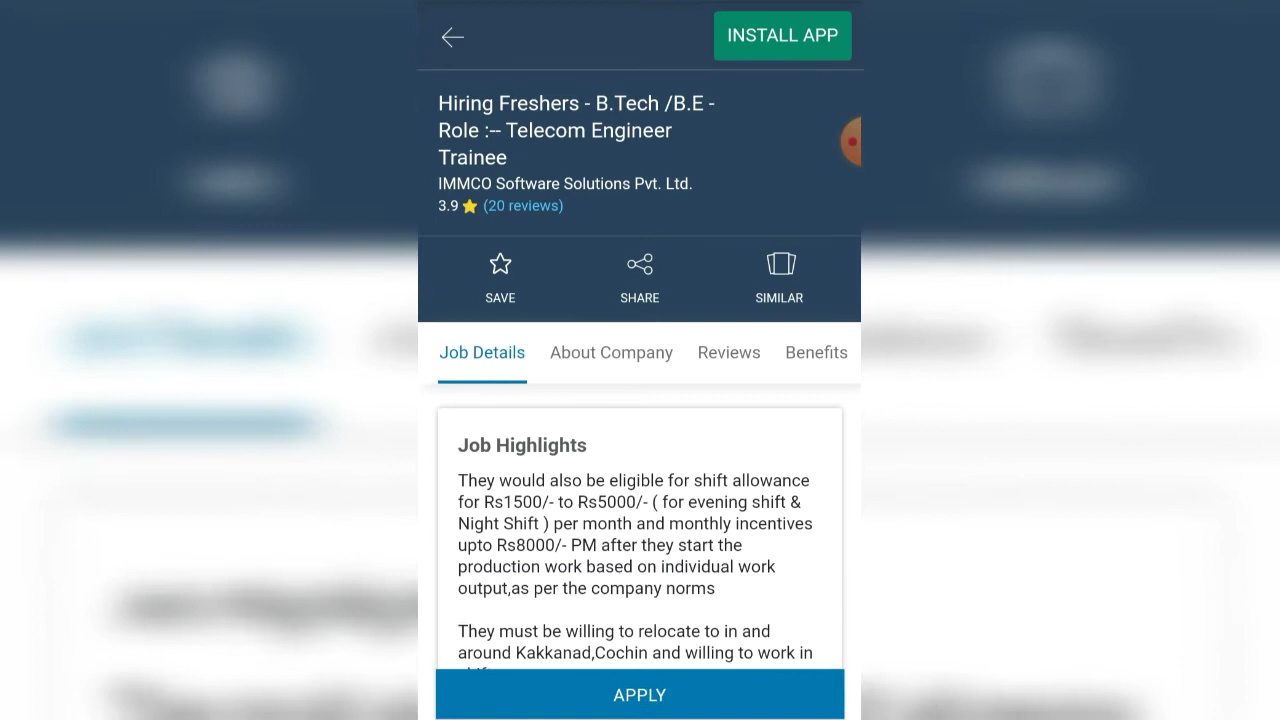 INSTALL APP
Hiring Freshers - B.Tech /B.E -
Role :-- Telecom Engineer
Trainee
IMMCO Software Solutions Pvt. Ltd.
3.9 (20 reviews)
SAVE SHARE SIMILAR
Job Details About Company Reviews Benefits
Job Highlights
They would also be eligible for shift allowance
for Rs1500/- to Rs5000/- ( for evening shift &
Night Shift ) per month and monthly incentives
upto Rs8000/- PM after they start the
production work based on individual work
output,as per the company norms
They must be willing to relocate to in and
around Kakkanad,Cochin and willing to work in
APPLY